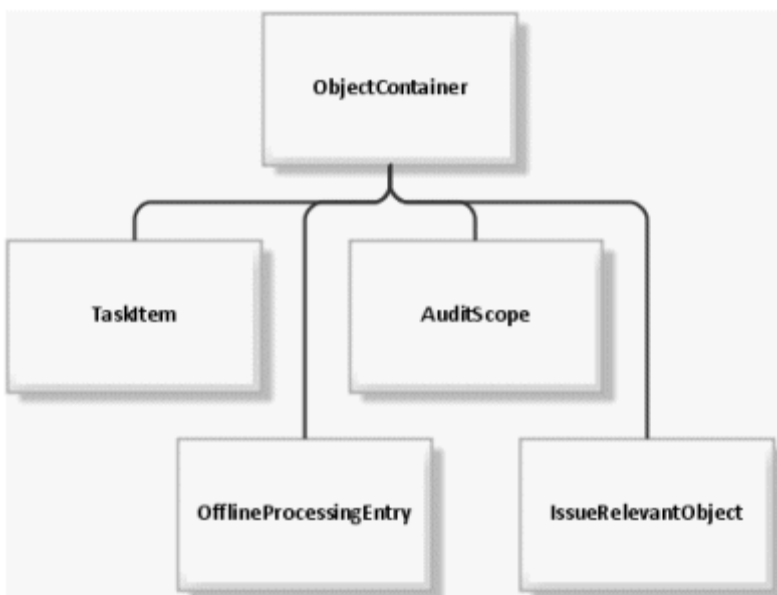 ObjectContainer
TaskItem
AuditScope
OfflineProcessingEntry
IssueRelevantObject